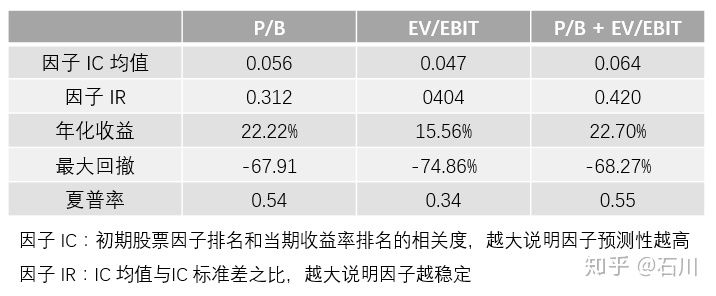 P/B EV/EBIT P/B + EV/EBIT
因子 IC 均值 0.056 0.047 0.064
因子 IR 0.312 0404 0.420
年化收益 22.22% 15.56% 22.70%
最大回撤 -67.91 -74.86% -68.27%
夏普率 0.54 0.34 0.55
因子 IC：初期股票因子排名和当期收益率排名的相关度，越大说明因子预测性越高
因子 IR：IC 均值与IC 标准差之比，越大说明因子越稳定
知乎 @石川